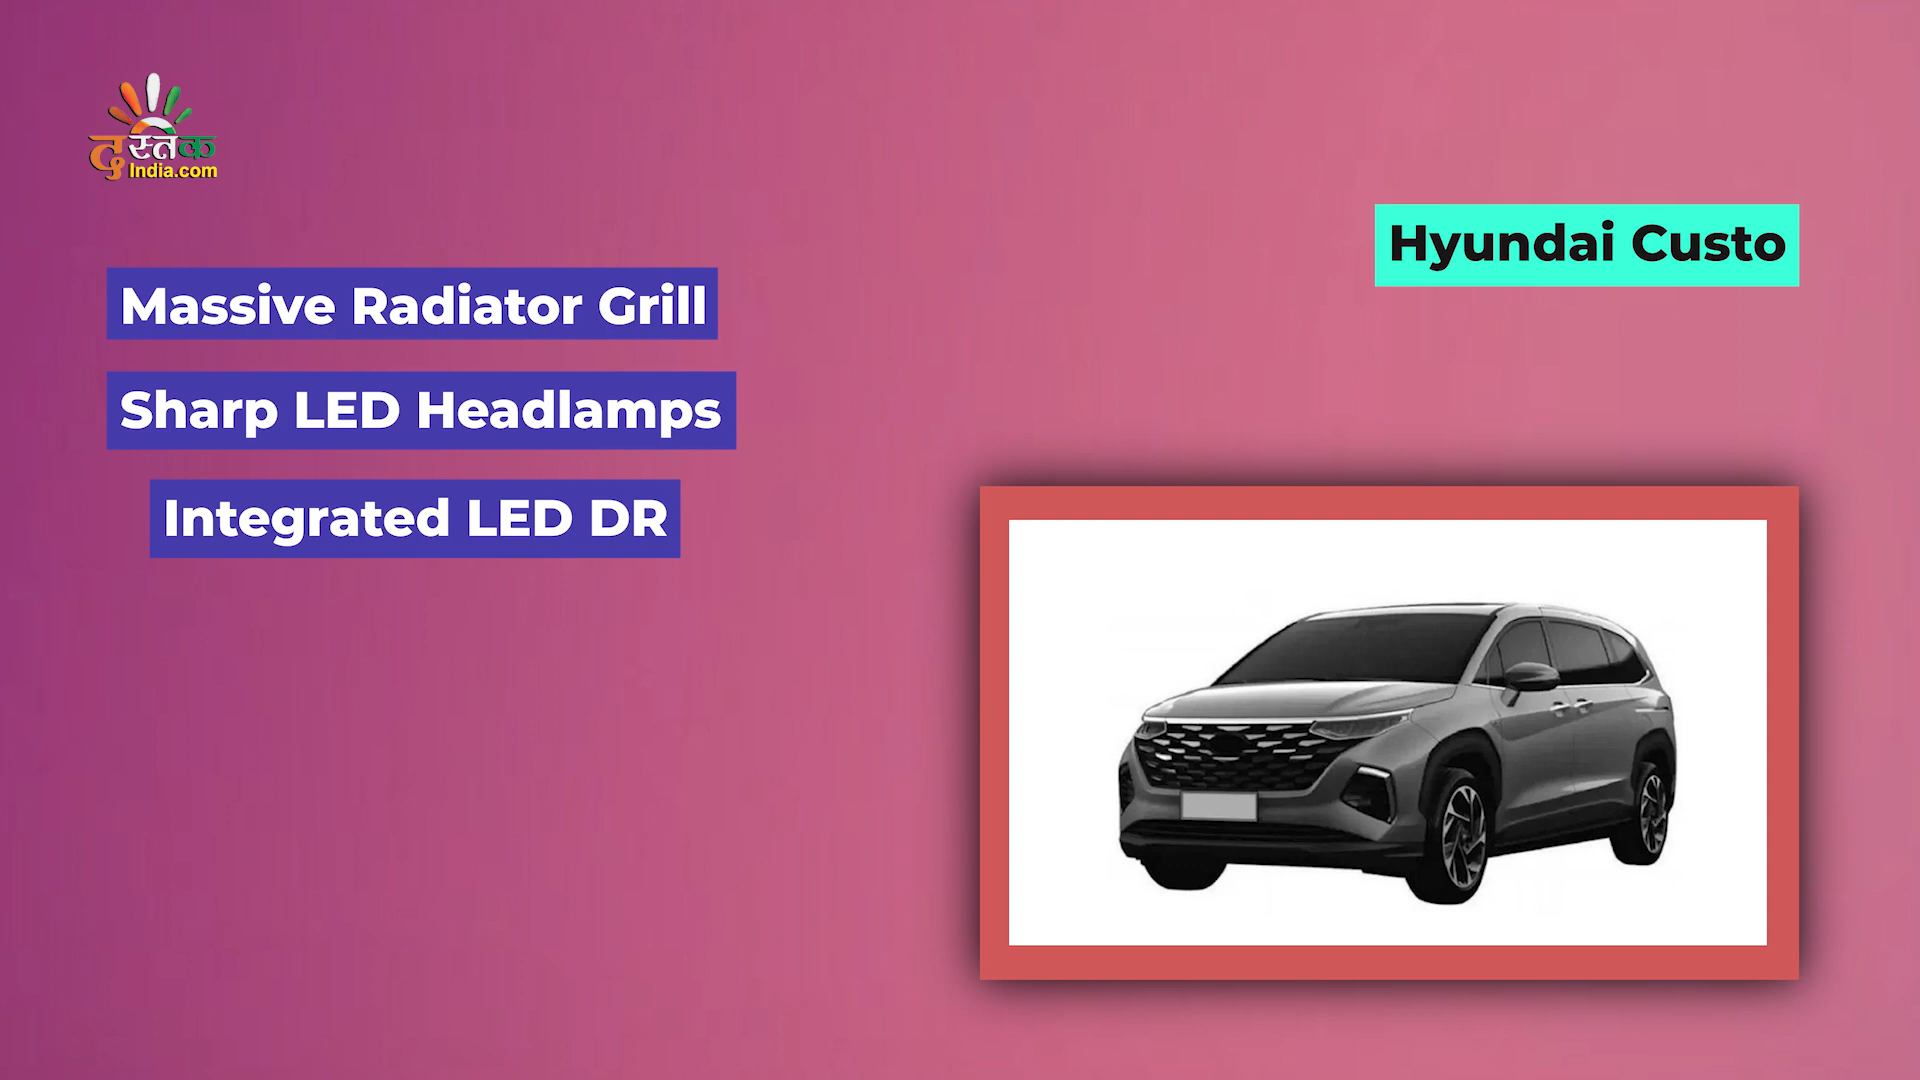 दस्तक
India.com
Hyundai Custo
Massive Radiator Grill
Sharp LED Headlamps
Integrated LED DR